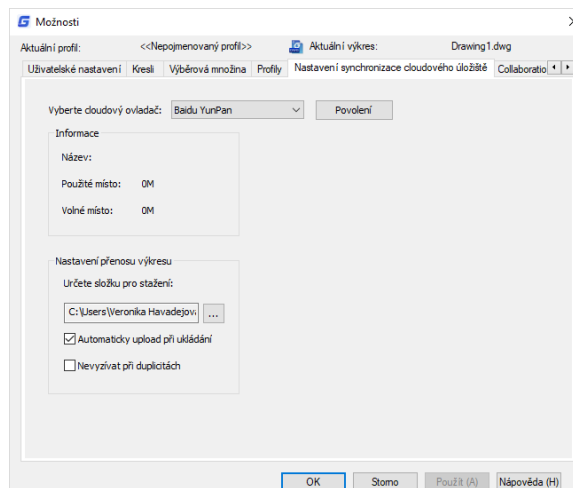 Možnosti
Aktuální profil: <<Nepojmenovaný profil>> Aktuální výkres: Drawing1.dwg
Uživatelské nastavení Kresli Výběrová množina Profily Nastavení synchronizace cloudového úložiště Collaboratio
Vyberte cloudový ovladač: Baidu YunPan Povolení
Informace
Název:
Použité místo: 0M
Volné místo: 0M
Nastavení přenosu výkresu
Určete složku pro stažení:
C:\Users\Veronika Havadejov ...
Automaticky upload při ukládání
Nevyzívat při duplicitách
OK Storno Použít (A) Nápověda (H)